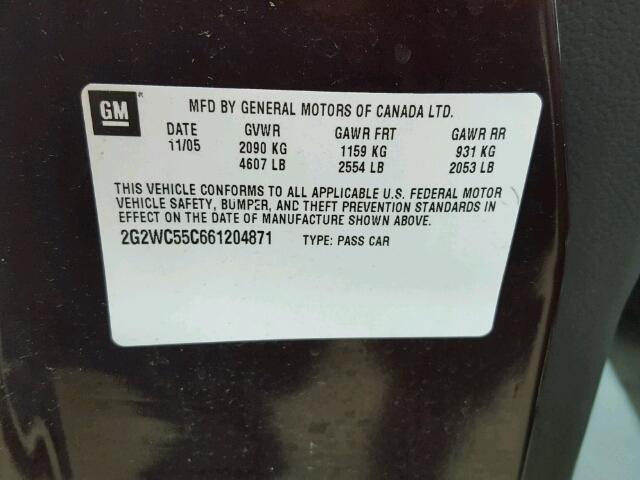 GM
MFD BY GENERAL MOTORS OF CANADA LTD.
DATE GVWR GAWR FRT GAWR RR
11/05 2090 KG 1159 KG 931 KG
4607 LB 2554 LB 2053 LB
THIS VEHICLE CONFORMS TO ALL APPLICABLE U.S. FEDERAL MOTOR
VEHICLE SAFETY, BUMPER, AND THEFT PREVENTION STANDARDS IN
EFFECT ON THE DATE OF MANUFACTURE SHOWN ABOVE.
2G2WC55C661204871 TYPE: PASS CAR